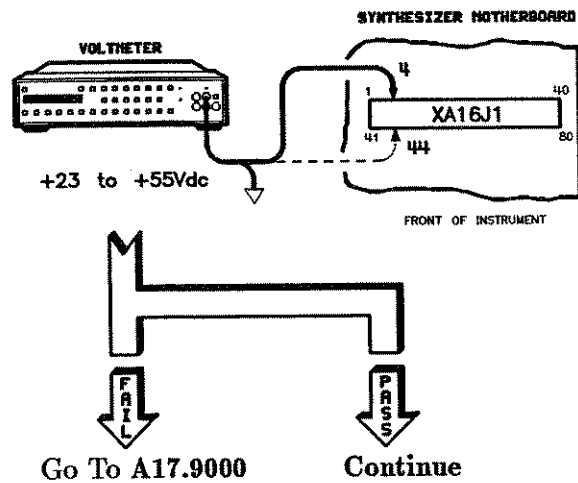 SYNTHESIZER MOTHERBOARD
VOLTMETER
4
1
40
XA16J1
41
80
44
+23 to +55Vdc
FRONT OF INSTRUMENT
FAIL
PASS
Go To A17.9000
Continue